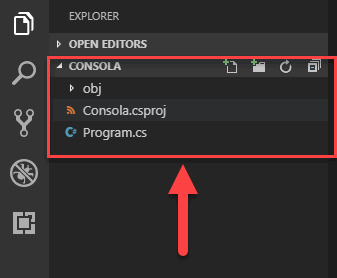 EXPLORER
OPEN EDITORS
CONSOLA
obj
Consola.csproj
C# Program.cs